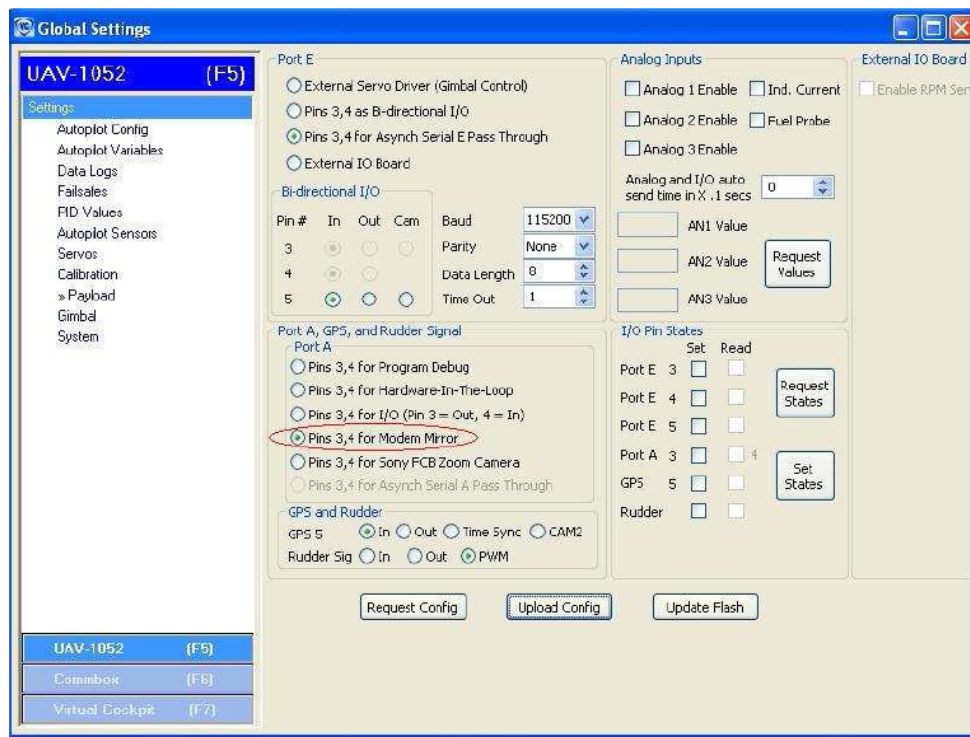 Global Settings
UAV-1052 (F5)
Settings
Autopilot Config
Autopilot Variables
Data Logs
Failsafes
PID Values
Autopilot Sensors
Servos
Calibration
» Payload
Gimbal
System
UAV-1052 (F5)
Commbox (F6)
Virtual Cockpit (F7)
Port E
External Servo Driver (Gimbal Control)
Pins 3,4 as Bi-directional I/O
Pins 3,4 for Asynch Serial E Pass Through
External IO Board
Bi-directional I/O
Pin # In Out Cam
3
4
5
Baud 115200
Parity None
Data Length 8
Time Out 1
Port A, GPS, and Rudder Signal
Port A
Pins 3,4 for Program Debug
Pins 3,4 for Hardware-In-The-Loop
Pins 3,4 for I/O (Pin 3 = Out, 4 = In)
Pins 3,4 for Modem Mirror
Pins 3,4 for Sony FCB Zoom Camera
Pins 3,4 for Asynch Serial A Pass Through
GPS and Rudder
GPS 5 In Out Time Sync CAM2
Rudder Sig In Out PWM
Analog Inputs
Analog 1 Enable Ind. Current
Analog 2 Enable Fuel Probe
Analog 3 Enable
Analog and I/O auto
send time in X .1 secs 0
AN1 Value
AN2 Value
AN3 Value
Request
Values
I/O Pin States
Set Read
Port E 3
Port E 4
Port E 5
Port A 3 4
GPS 5
Rudder
Request
States
Set
States
External IO Board
Enable RPM Sen
Request Config Upload Config Update Flash